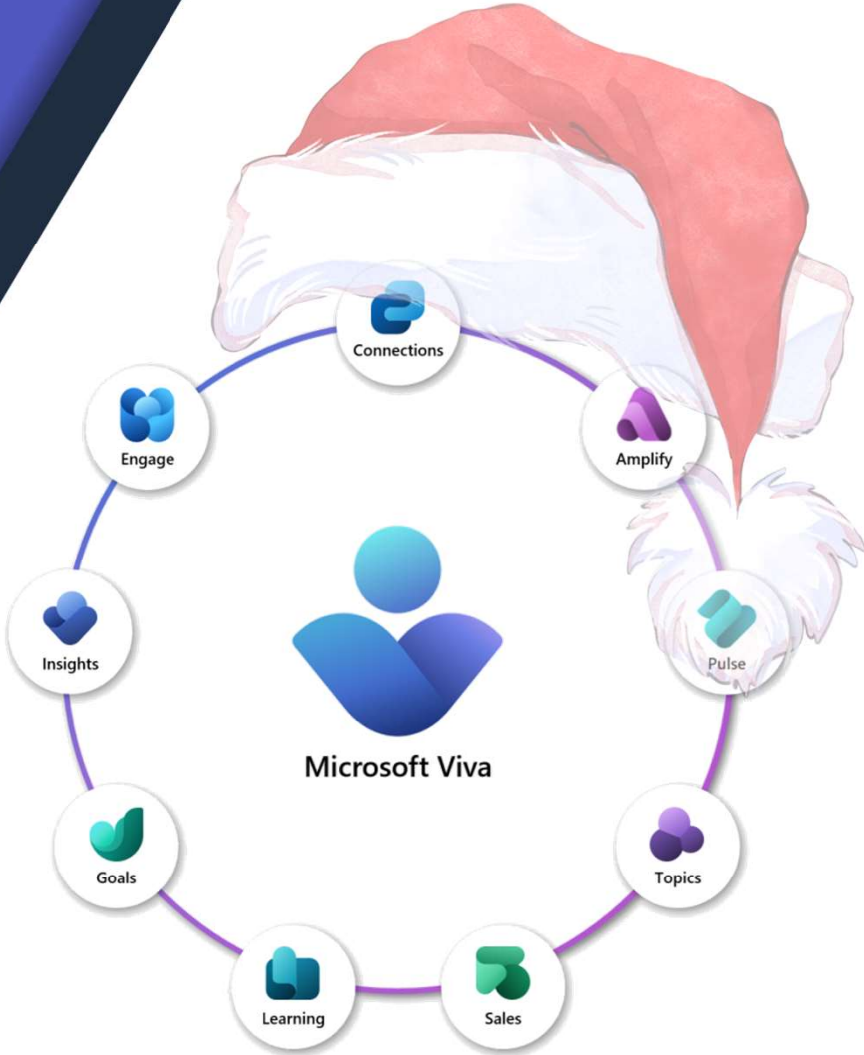 Connections
Engage
Amplify
Insights
Pulse
Microsoft Viva
Goals
Topics
Learning
Sales